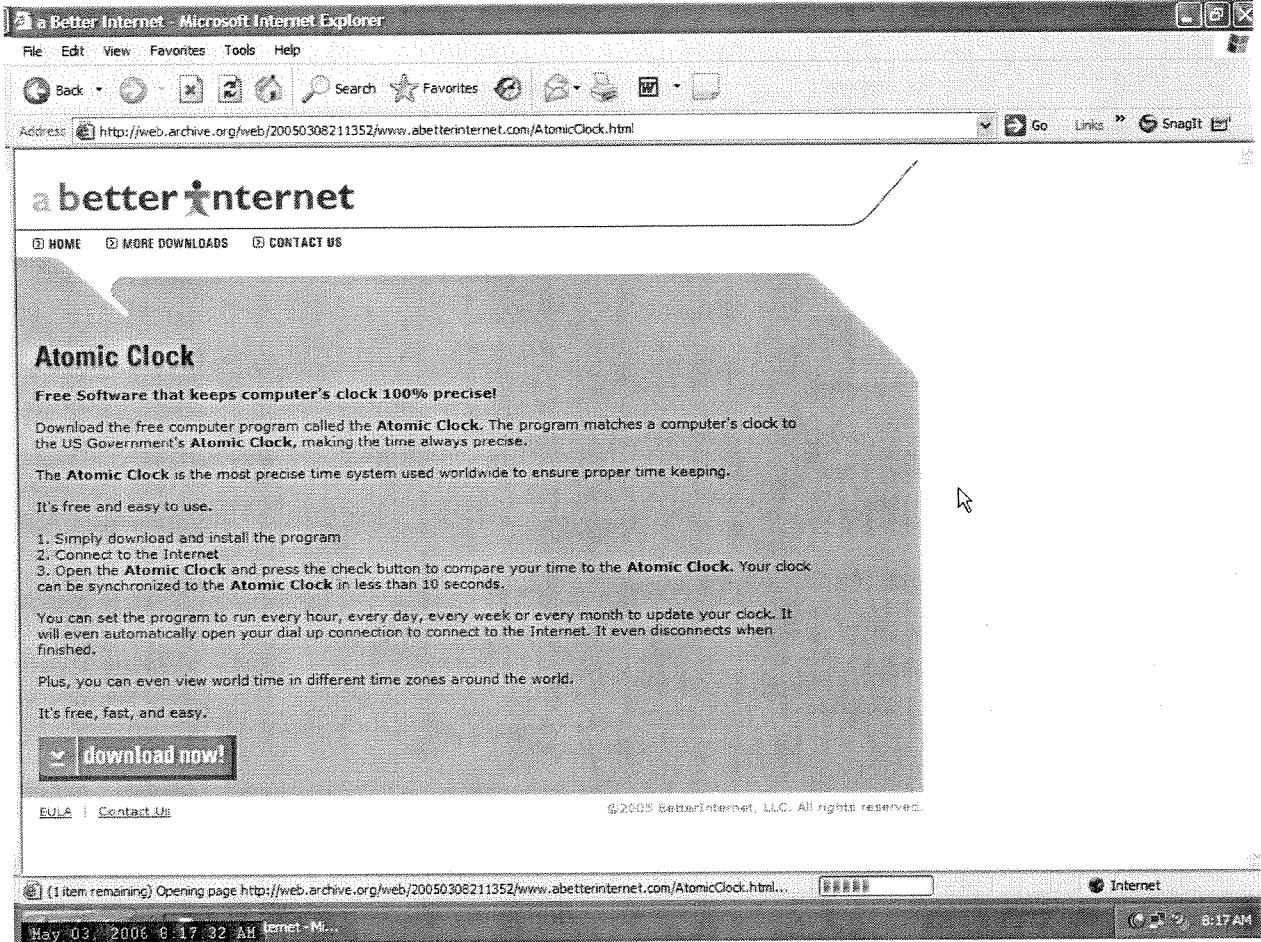 a Better Internet - Microsoft Internet Explorer
File Edit View Favorites Tools Help
Back Search Favorites
Address http://web.archive.org/web/20050308211352/www.abetterinternet.com/AtomicClock.html Go Links » SnagIt
a better internet
HOME MORE DOWNLOADS CONTACT US
Atomic Clock
Free Software that keeps computer's clock 100% precise!
Download the free computer program called the Atomic Clock. The program matches a computer's clock to
the US Government's Atomic Clock, making the time always precise.
The Atomic Clock is the most precise time system used worldwide to ensure proper time keeping.
It's free and easy to use.
1. Simply download and install the program
2. Connect to the Internet
3. Open the Atomic Clock and press the check button to compare your time to the Atomic Clock. Your clock
can be synchronized to the Atomic Clock in less than 10 seconds.
You can set the program to run every hour, every day, every week or every month to update your clock. It
will even automatically open your dial up connection to connect to the Internet. It even disconnects when
finished.
Plus, you can even view world time in different time zones around the world.
It's free, fast, and easy.
download now!
EULA | Contact Us ©2005 BetterInternet, LLC. All rights reserved.
(1 item remaining) Opening page http://web.archive.org/web/20050308211352/www.abetterinternet.com/AtomicClock.html... Internet
May 03, 2006 8:17:32 AM ternet - Mi... 8:17 AM